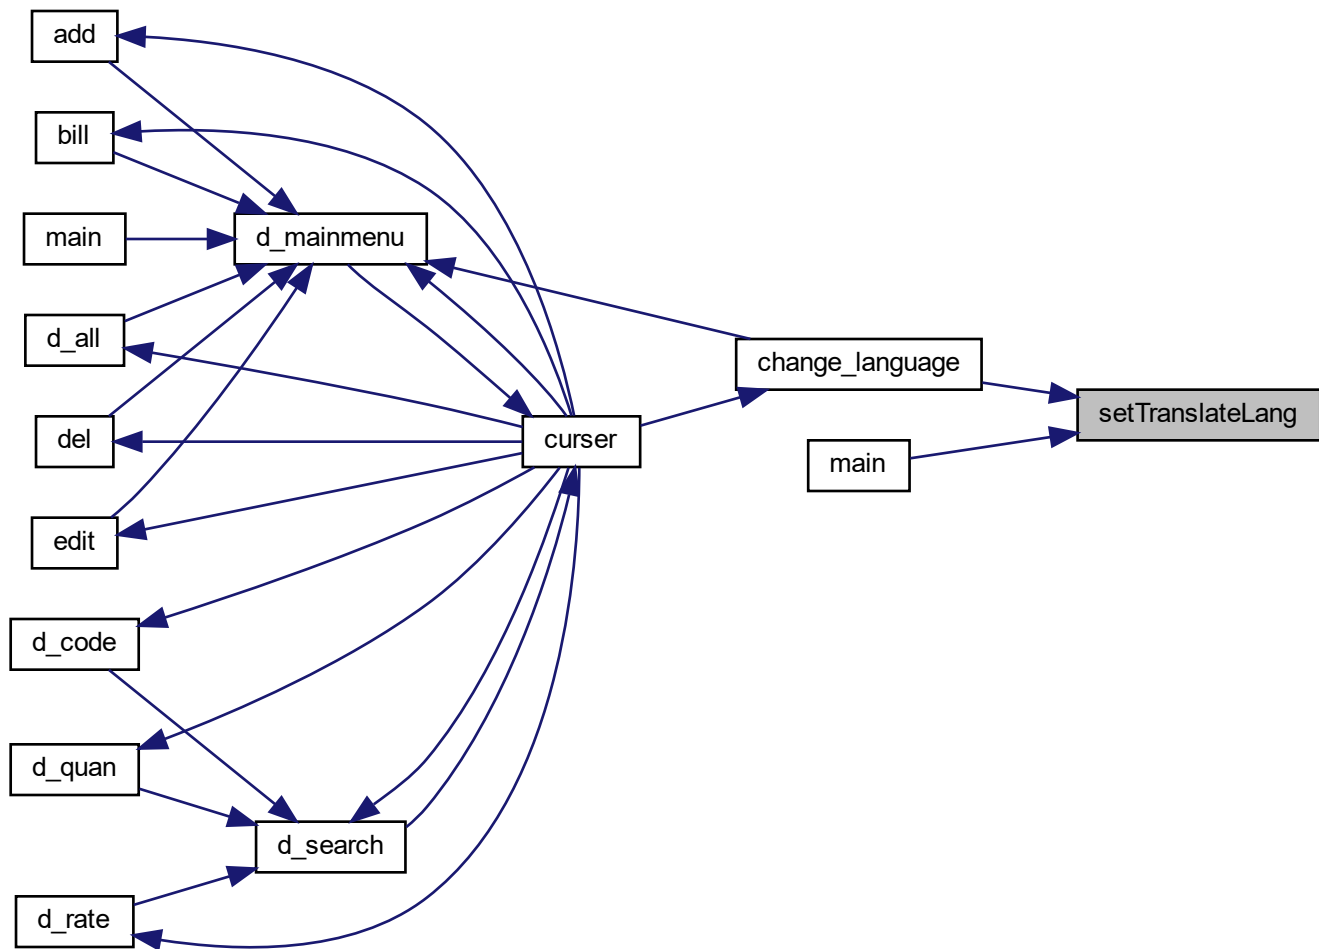 add
bill
main
d_mainmenu
d_all
change_language
setTranslateLang
del
curser
main
edit
d_code
d_quan
d_search
d_rate